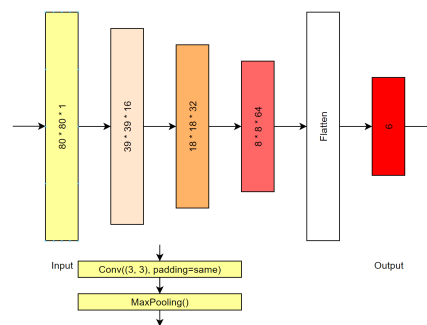 80 * 80 * 1
39 * 39 * 16
18 * 18 * 32
8 * 8 * 64
Flatten
6
Input
Output
Conv((3, 3), padding=same)
MaxPooling()